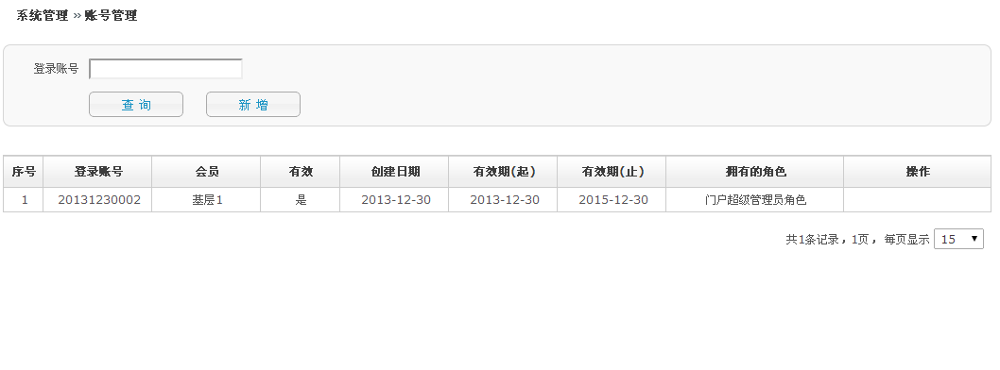 系统管理 » 账号管理
登录账号
查 询 新 增
序号 登录账号 会员 有效 创建日期 有效期(起) 有效期(止) 拥有的角色 操作
1 20131230002 基层1 是 2013-12-30 2013-12-30 2015-12-30 门户超级管理员角色
共1条记录，1页， 每页显示 15